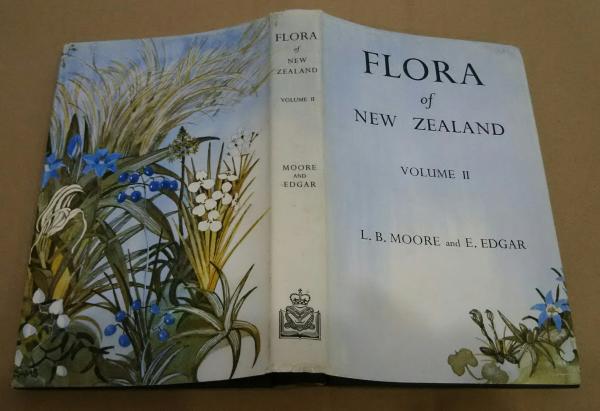 FLORA
of
NEW
ZEALAND
VOLUME II
MOORE
AND
EDGAR
FLORA
of
NEW ZEALAND
VOLUME II
L. B. MOORE and E. EDGAR